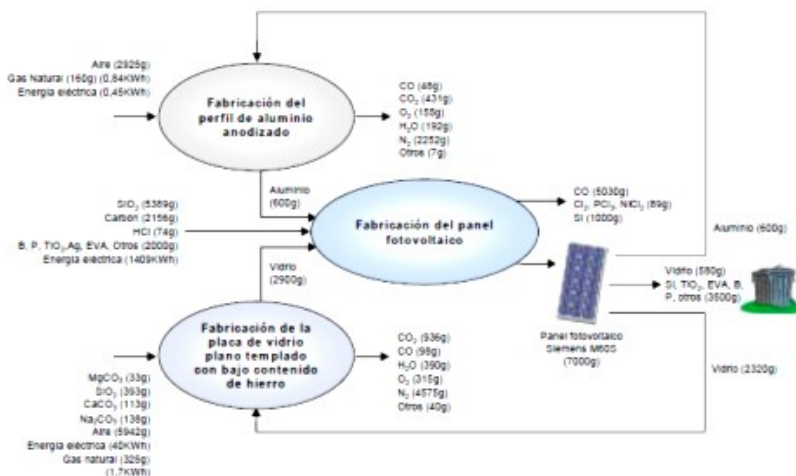 Aire (2925g)
Gas Natural (160g) (0,84KWh)
Energía eléctrica (0,45KWh)
Fabricación del
perfil de aluminio
anodizado
CO (48g)
CO₂ (431g)
O₂ (155g)
H₂O (192g)
N₂ (2252g)
Otros (7g)
Aluminio
(600g)
SiO₂ (5389g)
Carbón (2156g)
HCl (74g)
B, P, TiO₂,Ag, EVA, Otros (2000g)
Energía eléctrica (1409KWh)
Fabricación del panel
fotovoltaico
CO (5030g)
Cl₂, PCl₃, NiCl₂ (89g)
Si (1000g)
Aluminio (600g)
Vidrio
(2900g)
Vidrio (580g)
Si, TiO₂, EVA, B,
P, otros (3500g)
Panel fotovoltaico
Siemens M60S
(7000g)
Fabricación de la
placa de vidrio
plano templado
con bajo contenido
de hierro
CO₂ (936g)
CO (98g)
H₂O (390g)
O₂ (315g)
N₂ (4575g)
Otros (40g)
Vidrio (2320g)
MgCO₃ (33g)
SiO₂ (393g)
CaCO₃ (113g)
Na₂CO₃ (138g)
Aire (5942g)
Energía eléctrica (40KWh)
Gas natural (325g)
(1,7KWh)